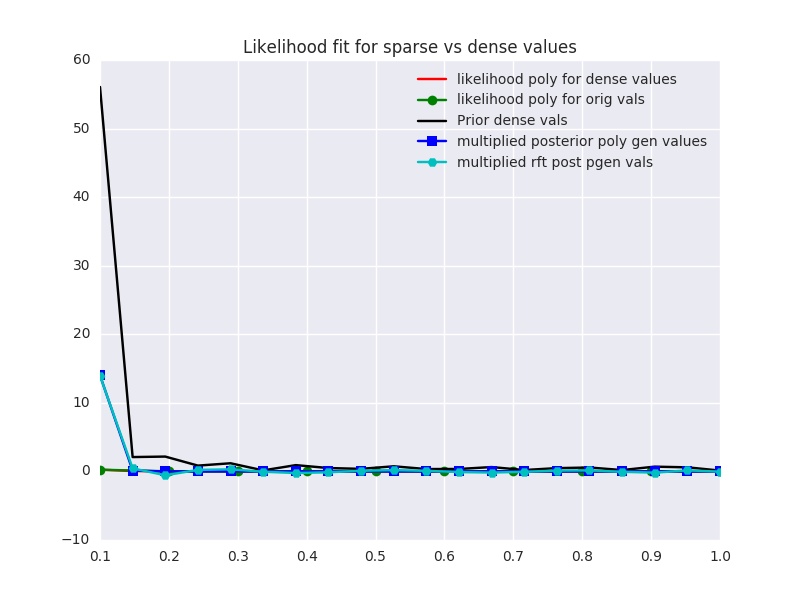 Likelihood fit for sparse vs dense values
60
50
40
30
20
10
0
−10
likelihood poly for dense values
likelihood poly for orig vals
Prior dense vals
multiplied posterior poly gen values
multiplied rft post pgen vals
0.1 0.2 0.3 0.4 0.5 0.6 0.7 0.8 0.9 1.0